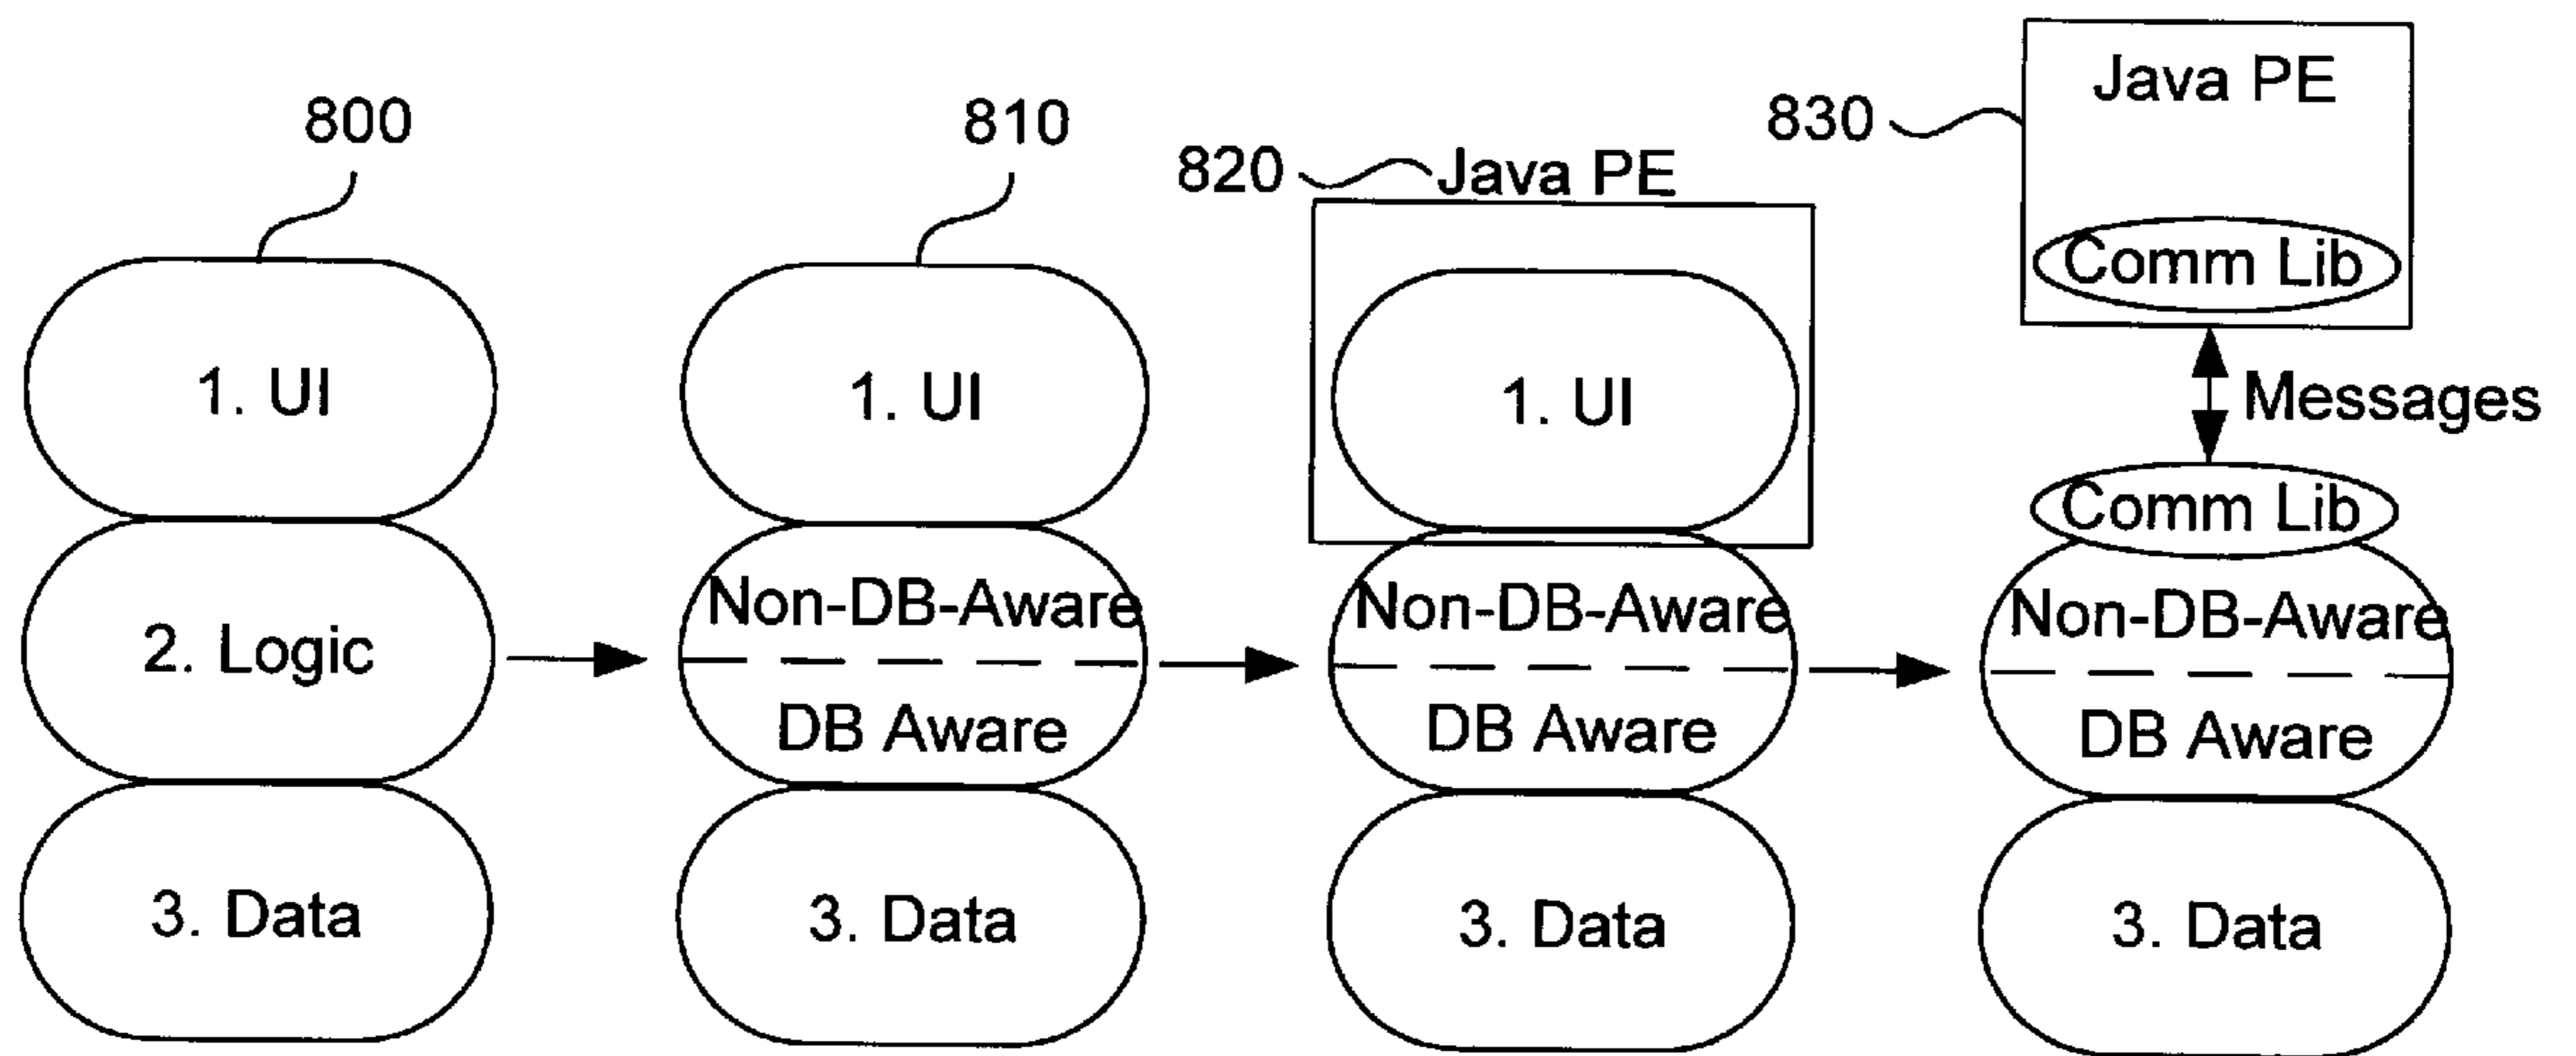 800
1. UI
2. Logic
3. Data
810
1. UI
Non-DB-Aware
DB Aware
3. Data
820
Java PE
1. UI
Non-DB-Aware
DB Aware
3. Data
830
Java PE
Comm Lib
Messages
Comm Lib
Non-DB-Aware
DB Aware
3. Data